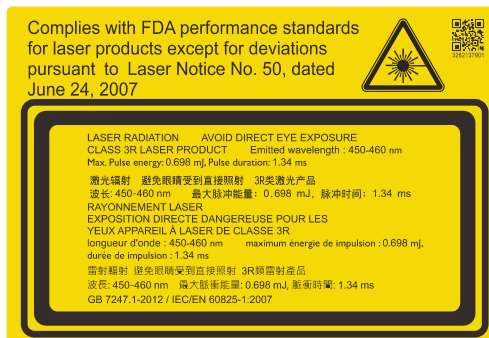 Complies with FDA performance standards
for laser products except for deviations
pursuant to Laser Notice No. 50, dated
June 24, 2007
3262137901
LASER RADIATION AVOID DIRECT EYE EXPOSURE
CLASS 3R LASER PRODUCT Emitted wavelength : 450-460 nm
Max. Pulse energy: 0.698 mJ, Pulse duration: 1.34 ms
激光辐射 避免眼睛受到直接照射 3R类激光产品
波长: 450-460 nm 最大脉冲能量: 0.698 mJ, 脉冲时间: 1.34 ms
RAYONNEMENT LASER
EXPOSITION DIRECTE DANGEREUSE POUR LES
YEUX APPAREIL À LASER DE CLASSE 3R
longueur d'onde : 450-460 nm maximum énergie de impulsion : 0.698 mJ,
durée de impulsion : 1.34 ms
雷射輻射 避免眼睛受到直接照射 3R類雷射產品
波長: 450-460 nm 最大脈衝能量: 0.698 mJ, 脈衝時間: 1.34 ms
GB 7247.1-2012 / IEC/EN 60825-1:2007